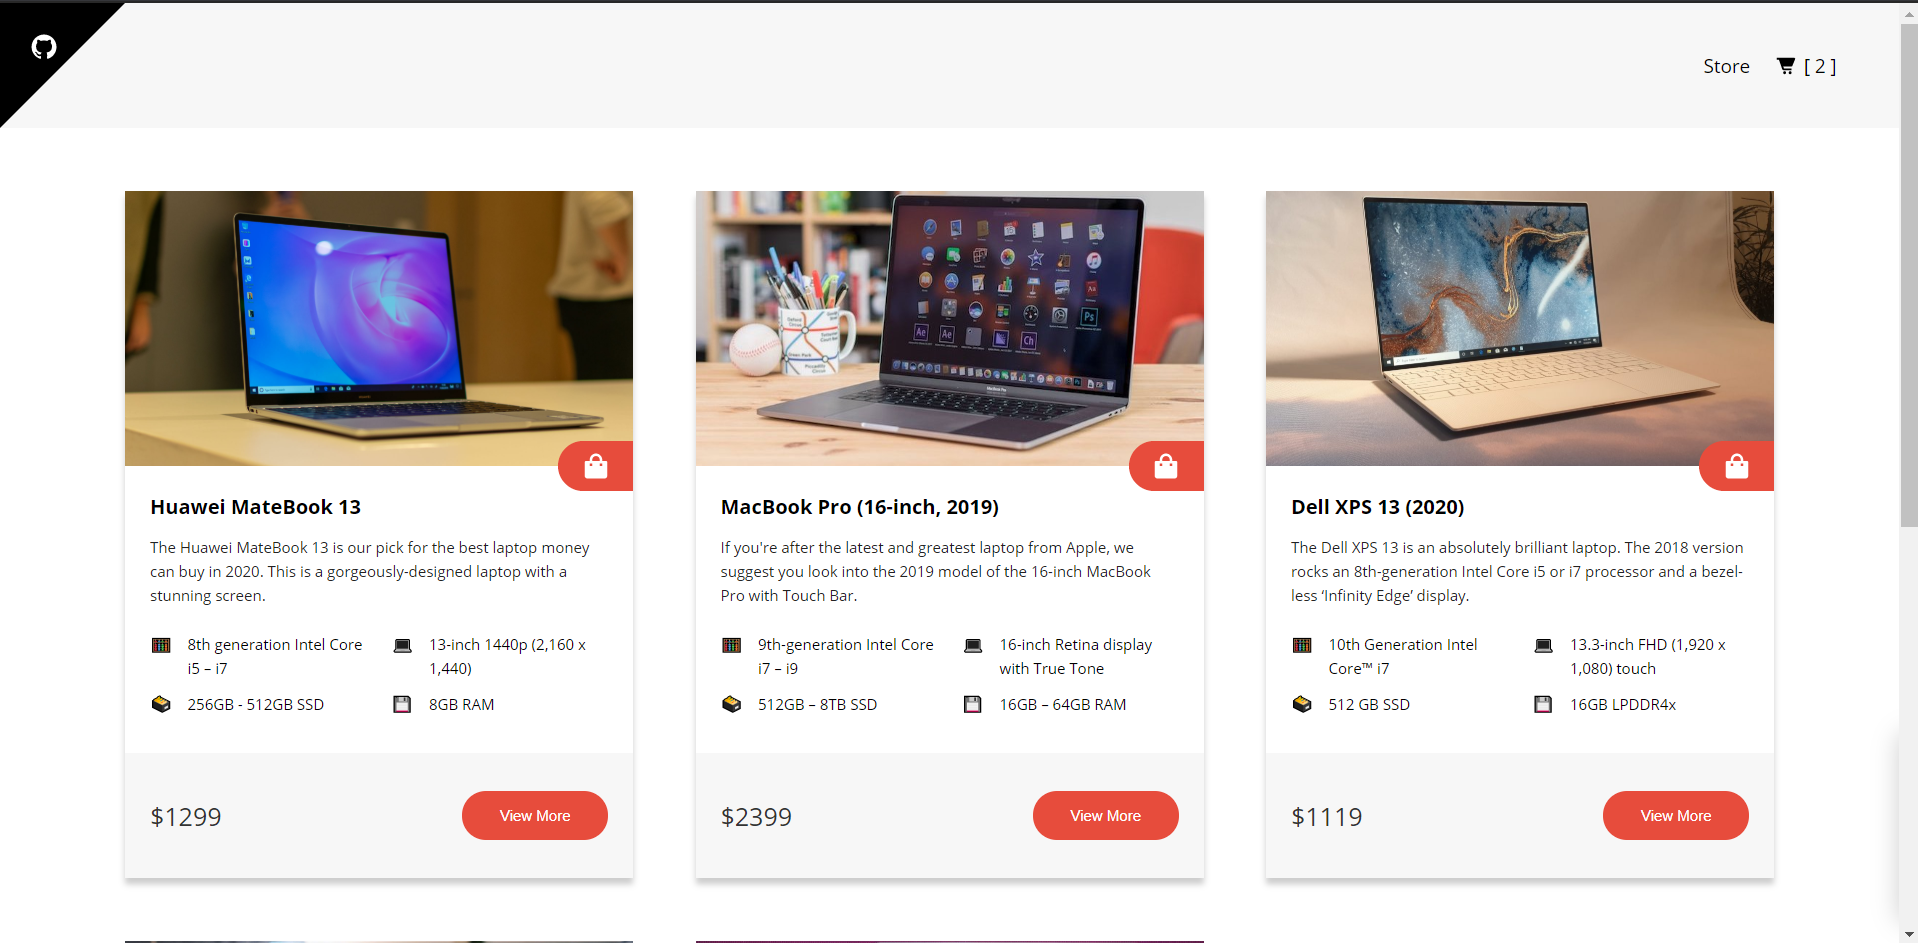 Store [ 2 ]
Huawei MateBook 13
The Huawei MateBook 13 is our pick for the best laptop money
can buy in 2020. This is a gorgeously-designed laptop with a
stunning screen.
8th generation Intel Core
i5 – i7
13-inch 1440p (2,160 x
1,440)
256GB - 512GB SSD
8GB RAM
$1299
View More
MacBook Pro
Ae
Ae
Ch
Ps
MacBook Pro (16-inch, 2019)
If you're after the latest and greatest laptop from Apple, we
suggest you look into the 2019 model of the 16-inch MacBook
Pro with Touch Bar.
9th-generation Intel Core
i7 – i9
16-inch Retina display
with True Tone
512GB – 8TB SSD
16GB – 64GB RAM
$2399
View More
Dell XPS 13 (2020)
The Dell XPS 13 is an absolutely brilliant laptop. The 2018 version
rocks an 8th-generation Intel Core i5 or i7 processor and a bezel-
less ‘Infinity Edge’ display.
10th Generation Intel
Core™ i7
13.3-inch FHD (1,920 x
1,080) touch
512 GB SSD
16GB LPDDR4x
$1119
View More